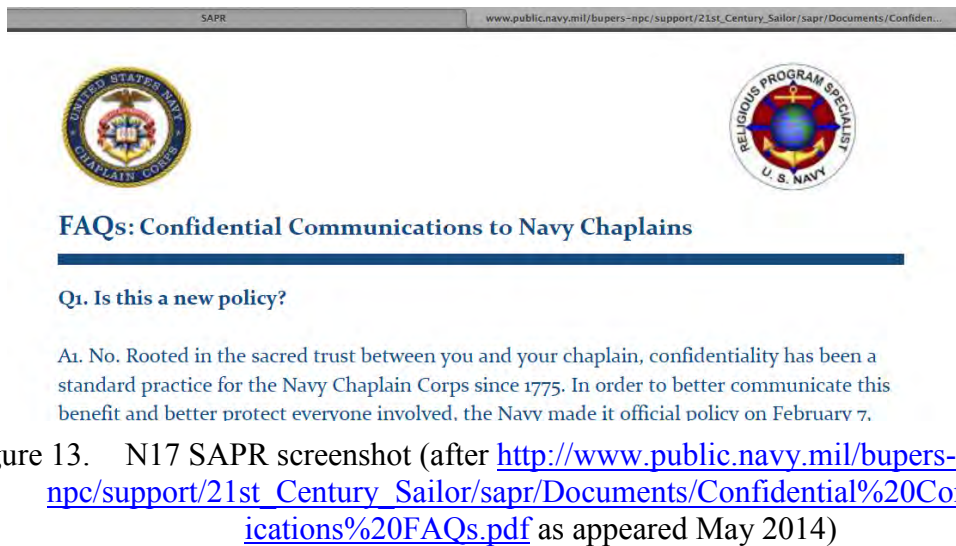 SAPR
www.public.navy.mil/bupers-npc/support/21st_Century_Sailor/sapr/Documents/Confiden...
UNITED STATES NAVY
CHAPLAIN CORPS
RELIGIOUS PROGRAM SPECIALIST
U. S. NAVY
FAQs: Confidential Communications to Navy Chaplains
Q1. Is this a new policy?
A1. No. Rooted in the sacred trust between you and your chaplain, confidentiality has been a
standard practice for the Navy Chaplain Corps since 1775. In order to better communicate this
benefit and better protect everyone involved, the Navy made it official policy on February 7,
gure 13. N17 SAPR screenshot (after http://www.public.navy.mil/bupers-
npc/support/21st_Century_Sailor/sapr/Documents/Confidential%20Co
ications%20FAQs.pdf as appeared May 2014)